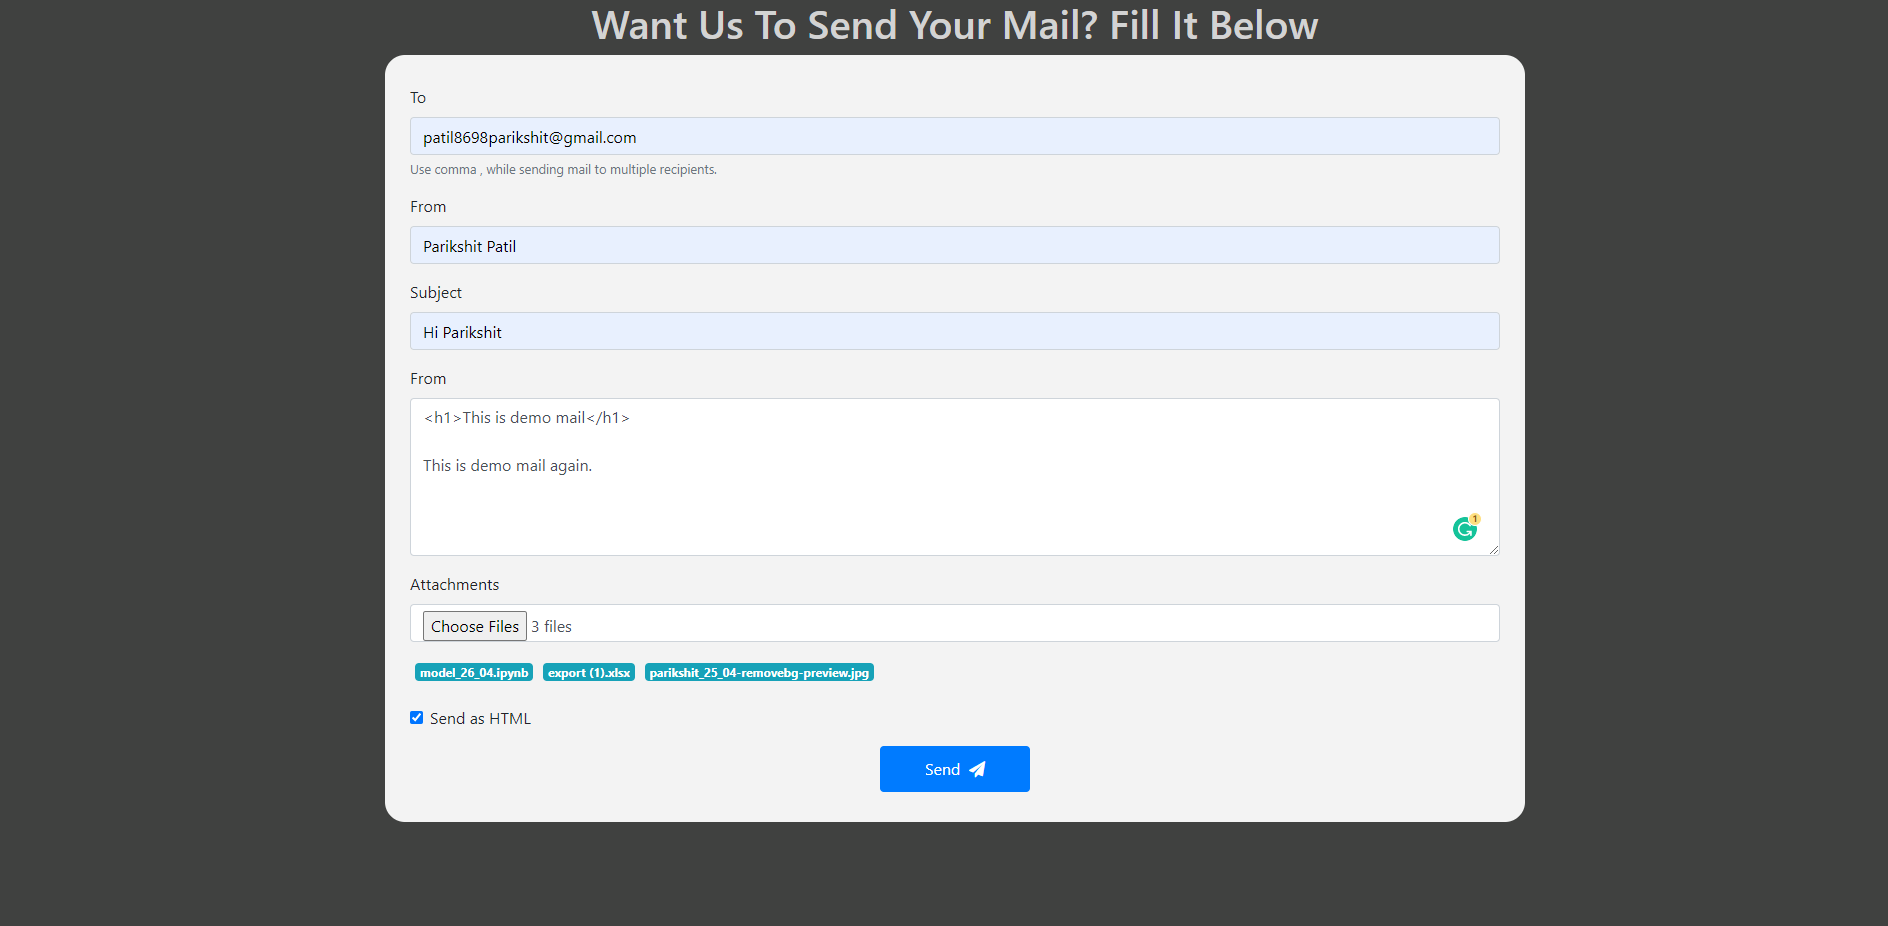 Want Us To Send Your Mail? Fill It Below
To
patil8698parikshit@gmail.com
Use comma , while sending mail to multiple recipients.
From
Parikshit Patil
Subject
Hi Parikshit
From
<h1>This is demo mail</h1>
This is demo mail again.
1
Attachments
Choose Files 3 files
model_26_04.ipynb export (1).xlsx parikshit_25_04-removebg-preview.jpg
Send as HTML
Send